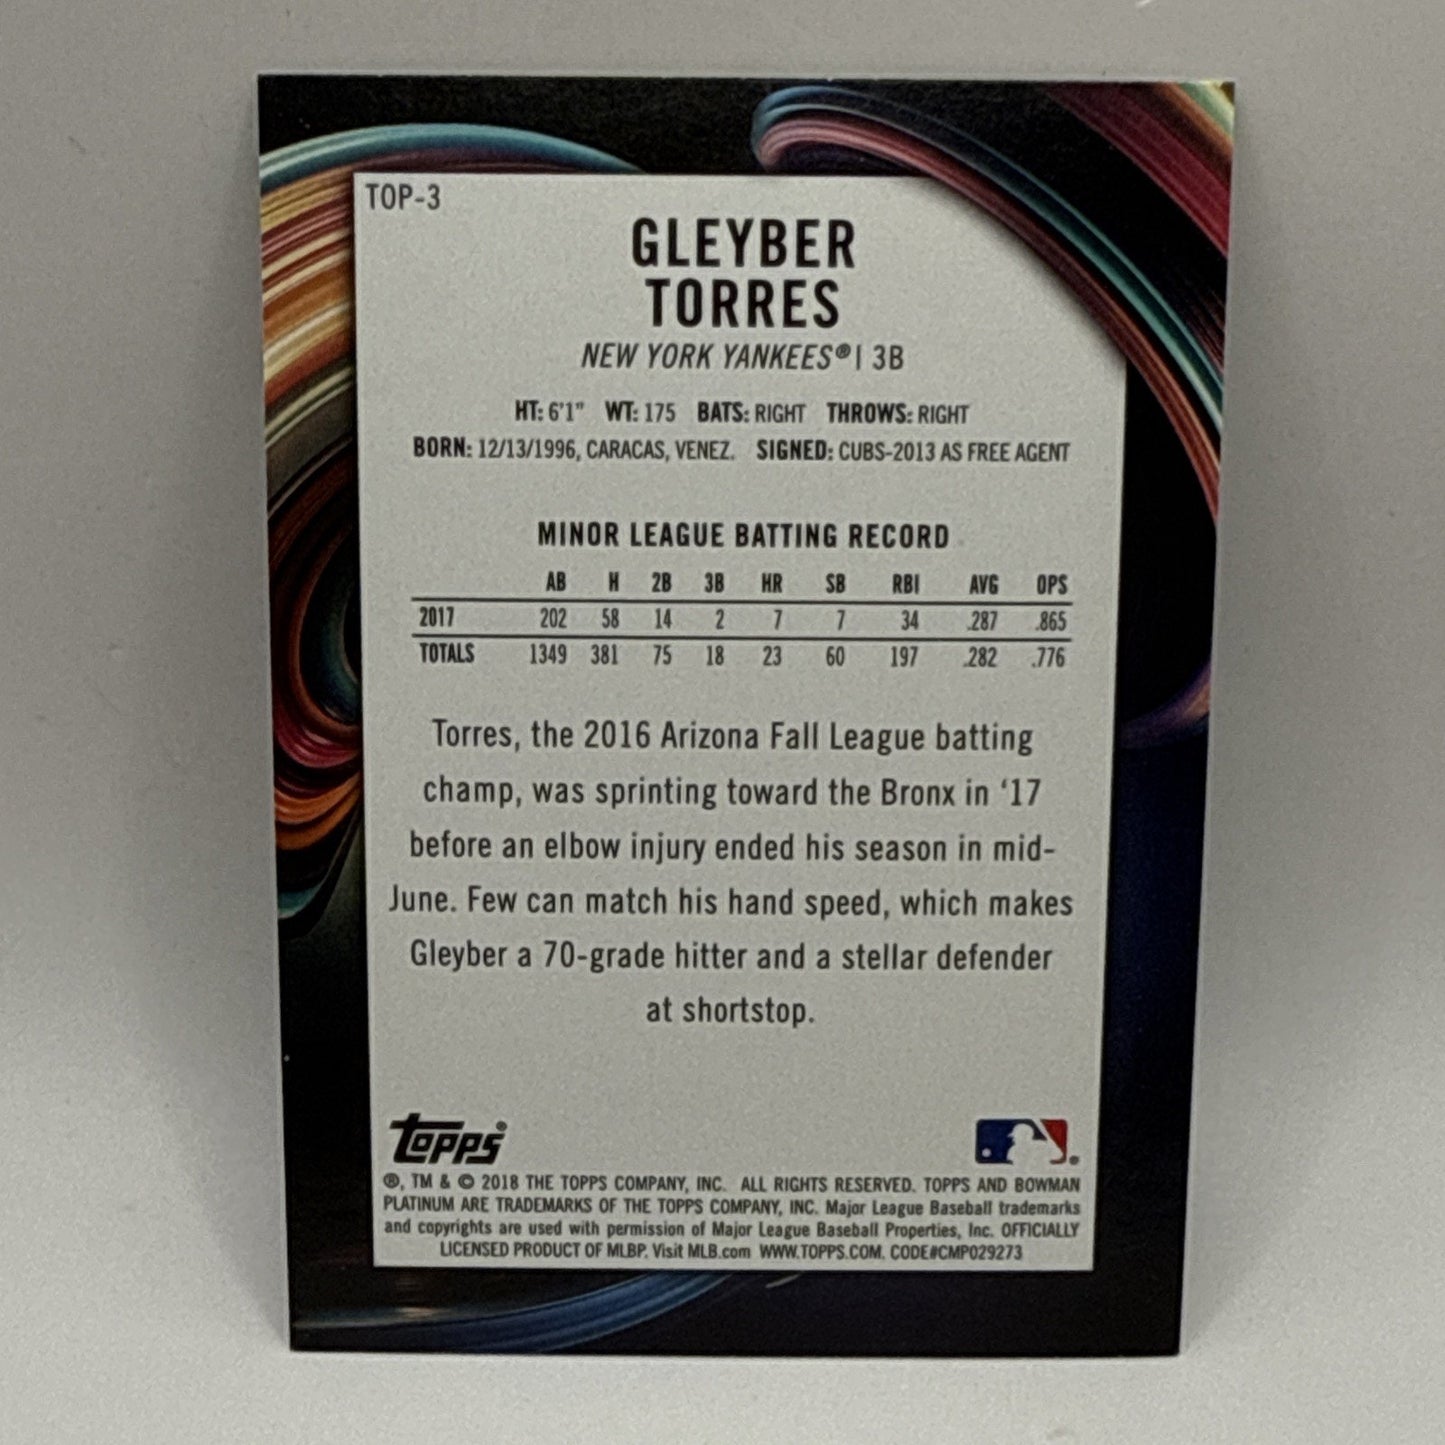 TOP-3
GLEYBER
TORRES
NEW YORK YANKEES® | 3B
HT: 6'1" WT: 175 BATS: RIGHT THROWS: RIGHT
BORN: 12/13/1996, CARACAS, VENEZ. SIGNED: CUBS-2013 AS FREE AGENT
MINOR LEAGUE BATTING RECORD
AB H 2B 3B HR SB RBI AVG OPS
2017 202 58 14 2 7 7 34 .287 .865
TOTALS 1349 381 75 18 23 60 197 .282 .776
Torres, the 2016 Arizona Fall League batting
champ, was sprinting toward the Bronx in ‘17
before an elbow injury ended his season in mid-
June. Few can match his hand speed, which makes
Gleyber a 70-grade hitter and a stellar defender
at shortstop.
Topps®
®, TM & © 2018 THE TOPPS COMPANY, INC. ALL RIGHTS RESERVED. TOPPS AND BOWMAN
PLATINUM ARE TRADEMARKS OF THE TOPPS COMPANY, INC. Major League Baseball trademarks
and copyrights are used with permission of Major League Baseball Properties, Inc. OFFICIALLY
LICENSED PRODUCT OF MLBP. Visit MLB.com WWW.TOPPS.COM. CODE#CMP029273